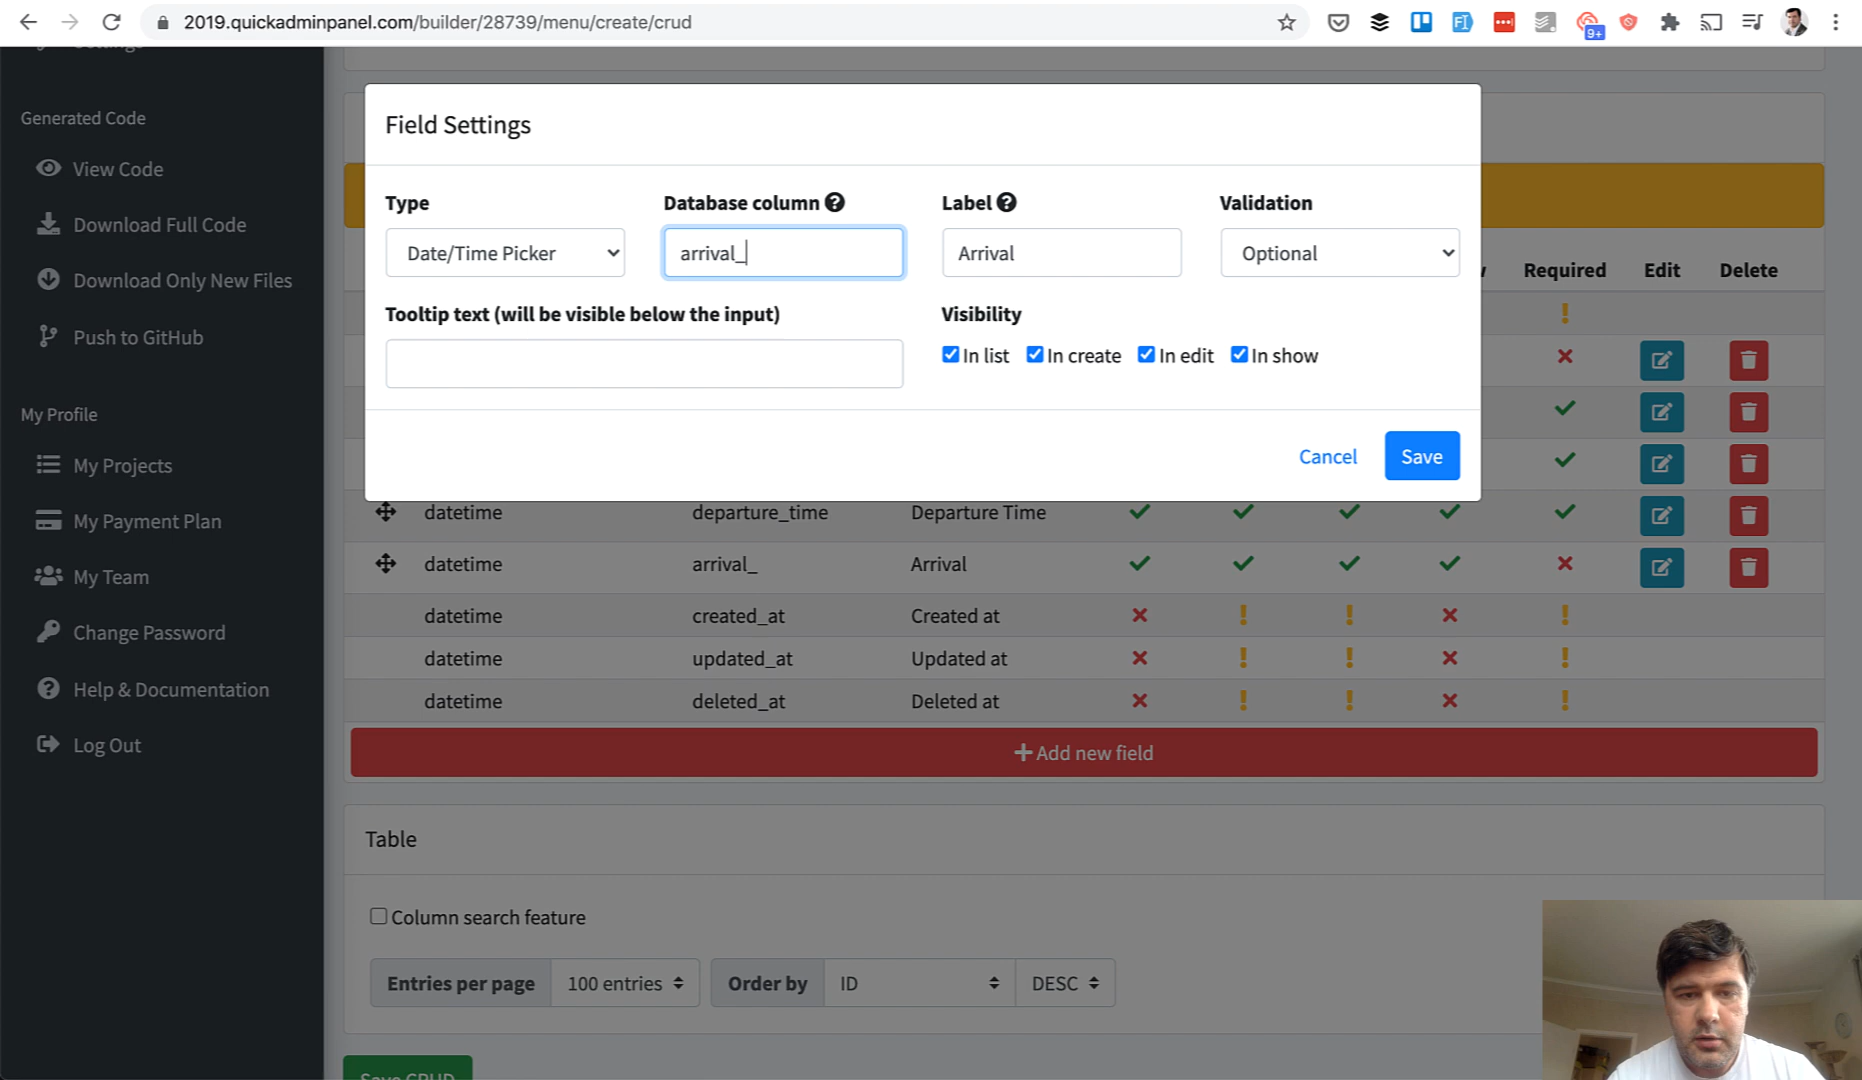 2019.quickadminpanel.com/builder/28739/menu/create/crud
9+
Generated Code
View Code
Download Full Code
Download Only New Files
Push to GitHub
My Profile
My Projects
My Payment Plan
My Team
Change Password
Help & Documentation
Log Out
Field Settings
Type
Database column
Label
Validation
Date/Time Picker
arrival_
Arrival
Optional
Tooltip text (will be visible below the input)
Visibility
In list
In create
In edit
In show
Cancel
Save
Required Edit Delete
datetime departure_time Departure Time
datetime arrival_ Arrival
datetime created_at Created at
datetime updated_at Updated at
datetime deleted_at Deleted at
Add new field
Table
Column search feature
Entries per page 100 entries Order by ID DESC
Save CRUD